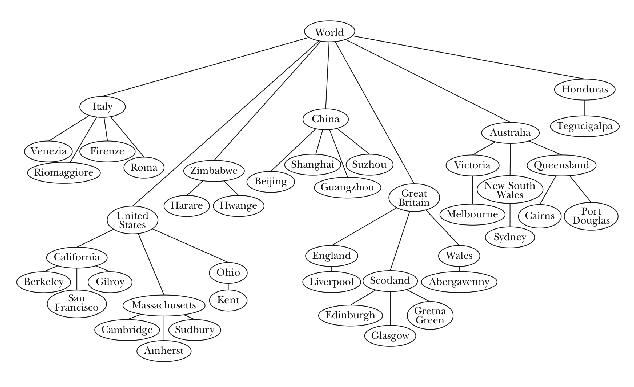 World
Honduras
Italy
Tegucigalpa
China
Australia
Venezia
Firenze
Riomaggiore
Roma
Shanghai
Suzhou
Beijing
Guangzhou
Zimbabwe
Victoria
Queensland
New South
Wales
Harare
Hwange
Great
Britain
Melbourne
Cairns
Port
Douglas
Sydney
United
States
California
England
Wales
Berkeley
Gilroy
San
Francisco
Ohio
Kent
Liverpool
Scotland
Abergavenny
Massachusetts
Cambridge
Sudbury
Amherst
Edinburgh
Gretna
Green
Glasgow